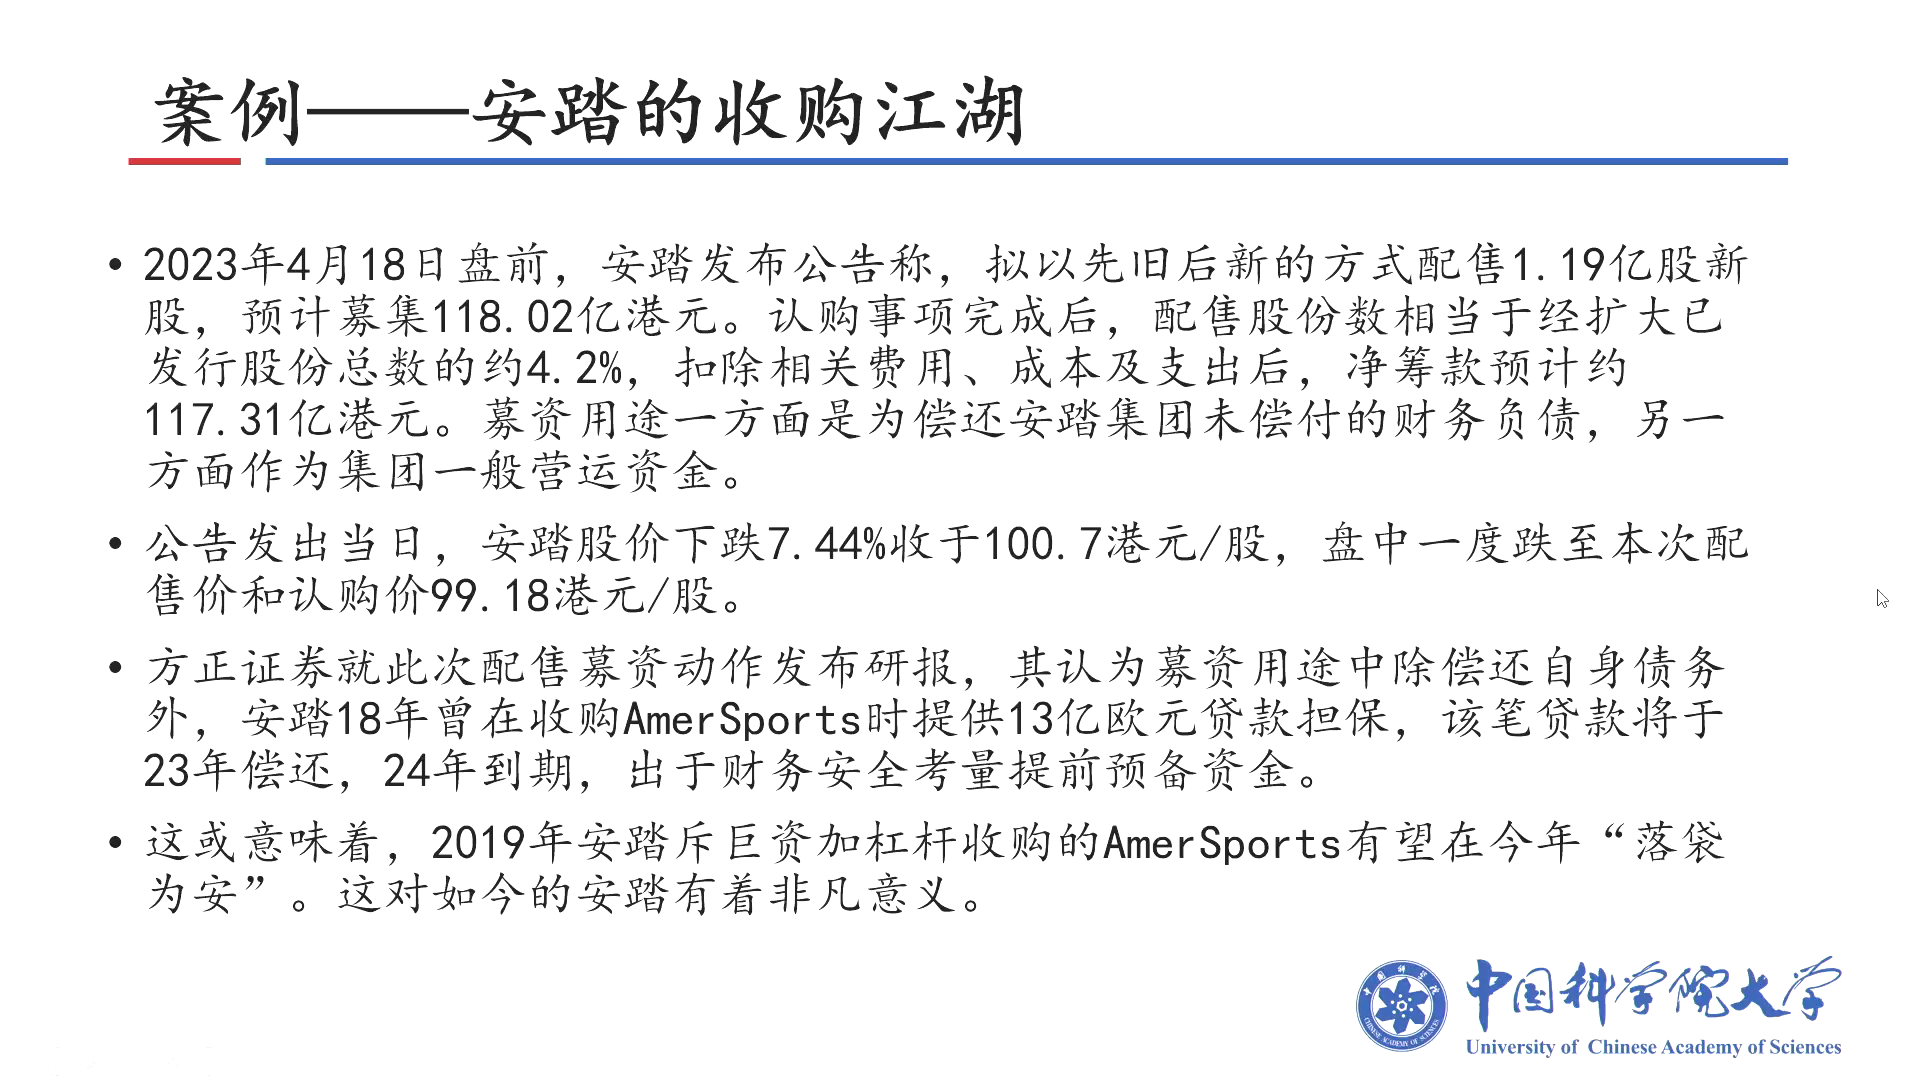 案例——安踏的收购江湖
• 2023年4月18日盘前，安踏发布公告称，拟以先旧后新的方式配售1.19亿股新
股，预计募集118.02亿港元。认购事项完成后，配售股份数相当于经扩大已
发行股份总数的约4.2%，扣除相关费用、成本及支出后，净筹款预计约
117.31亿港元。募资用途一方面是为偿还安踏集团未偿付的财务负债，另一
方面作为集团一般营运资金。
• 公告发出当日，安踏股价下跌7.44%收于100.7港元/股，盘中一度跌至本次配
售价和认购价99.18港元/股。
• 方正证券就此次配售募资动作发布研报，其认为募资用途中除偿还自身债务
外，安踏18年曾在收购AmerSports时提供13亿欧元贷款担保，该笔贷款将于
23年偿还，24年到期，出于财务安全考量提前预备资金。
• 这或意味着，2019年安踏斥巨资加杠杆收购的AmerSports有望在今年“落袋
为安”。这对如今的安踏有着非凡意义。
中国科学院大学
University of Chinese Academy of Sciences